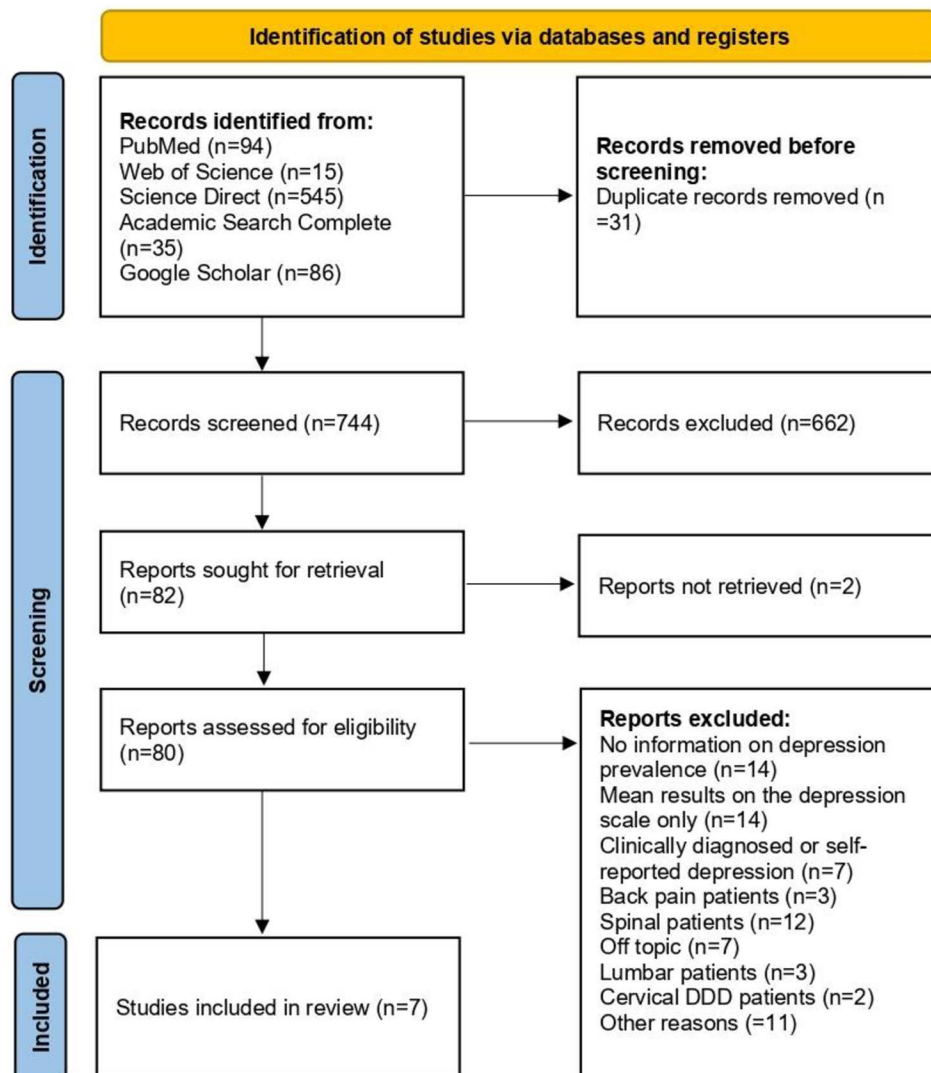 Identification of studies via databases and registers
Identification
Records identified from:
PubMed (n=94)
Web of Science (n=15)
Science Direct (n=545)
Academic Search Complete
(n=35)
Google Scholar (n=86)
Records removed before
screening:
Duplicate records removed (n
=31)
Screening
Records screened (n=744)
Records excluded (n=662)
Reports sought for retrieval
(n=82)
Reports not retrieved (n=2)
Reports assessed for eligibility
(n=80)
Reports excluded:
No information on depression
prevalence (n=14)
Mean results on the depression
scale only (n=14)
Clinically diagnosed or self-
reported depression (n=7)
Back pain patients (n=3)
Spinal patients (n=12)
Off topic (n=7)
Lumbar patients (n=3)
Cervical DDD patients (n=2)
Other reasons (=11)
Included
Studies included in review (n=7)